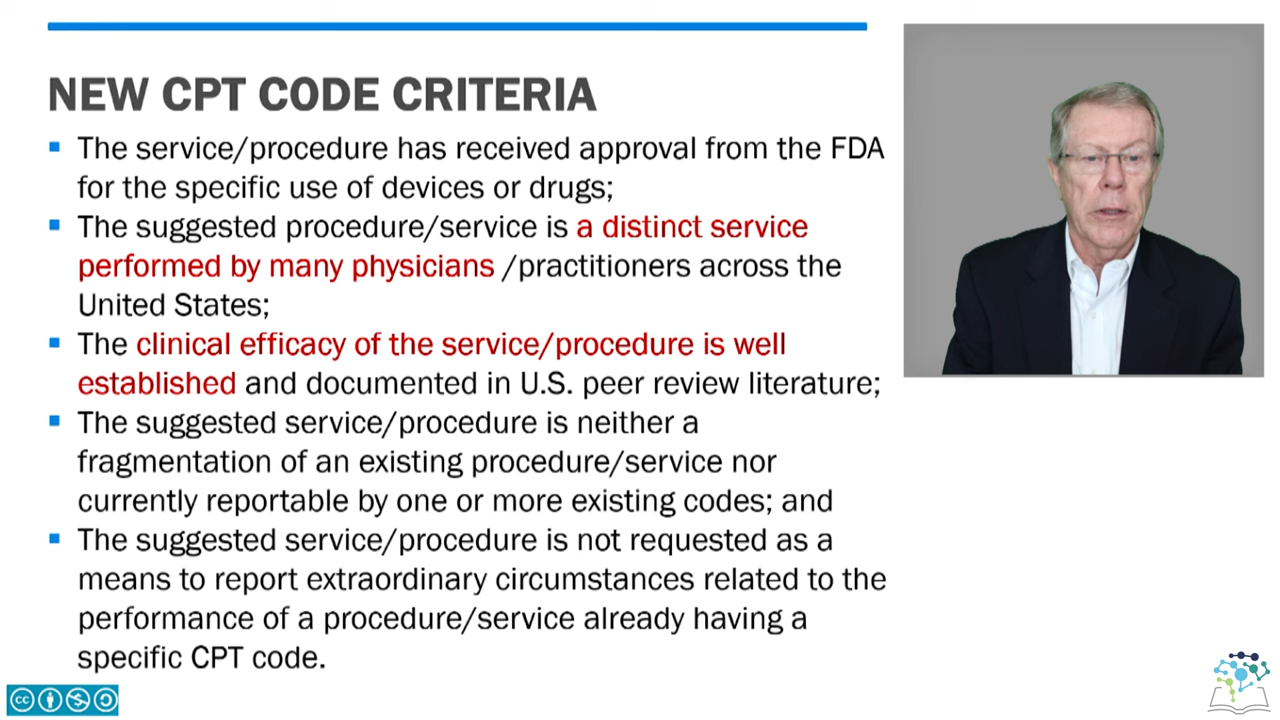 NEW CPT CODE CRITERIA
▪ The service/procedure has received approval from the FDA
for the specific use of devices or drugs;
▪ The suggested procedure/service is a distinct service
performed by many physicians /practitioners across the
United States;
▪ The clinical efficacy of the service/procedure is well
established and documented in U.S. peer review literature;
▪ The suggested service/procedure is neither a
fragmentation of an existing procedure/service nor
currently reportable by one or more existing codes; and
▪ The suggested service/procedure is not requested as a
means to report extraordinary circumstances related to the
performance of a procedure/service already having a
specific CPT code.
cc